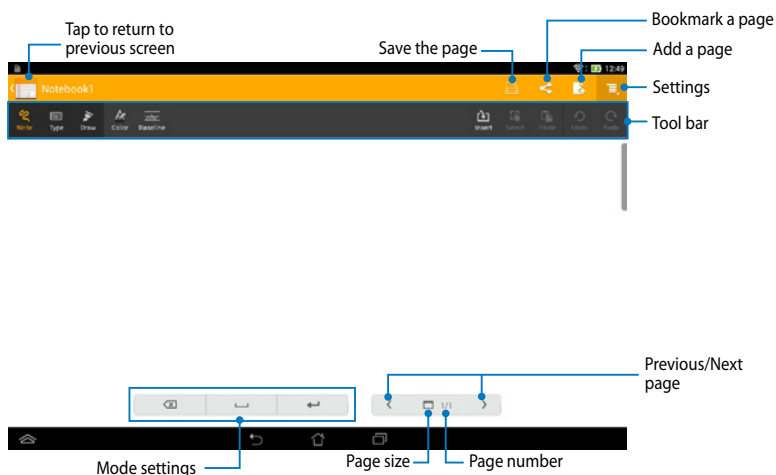 Bookmark a page
Tap to return to
previous screen
Save the page
Add a page
12:49
Notebook1
Settings
Write Type Draw Color Baseline Insert Select Paste Undo Redo
Tool bar
Previous/Next
page
1/1
Mode settings
Page size
Page number